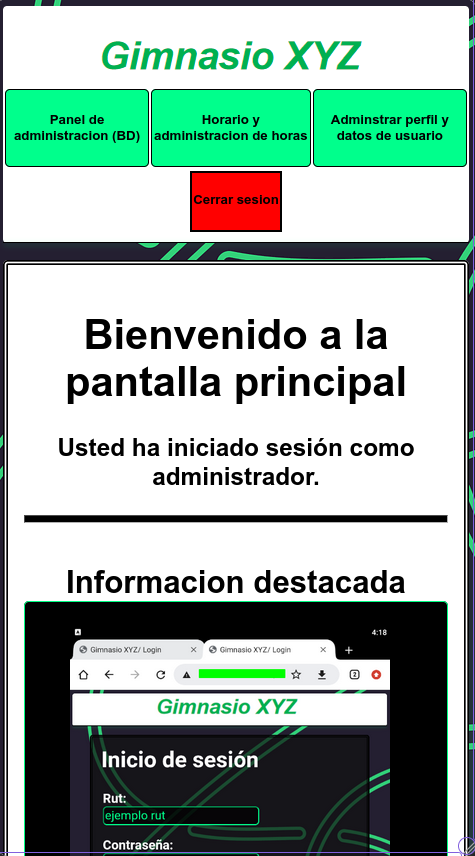 Gimnasio XYZ
Panel de
administracion (BD)
Horario y
administracion de horas
Adminstrar perfil y
datos de usuario
Cerrar sesion
Bienvenido a la
pantalla principal
Usted ha iniciado sesión como
administrador.
Informacion destacada
A
4:18
Gimnasio XYZ/ Login
Gimnasio XYZ/ Login
2
Gimnasio XYZ
Inicio de sesión
Rut:
ejemplo rut
Contraseña: